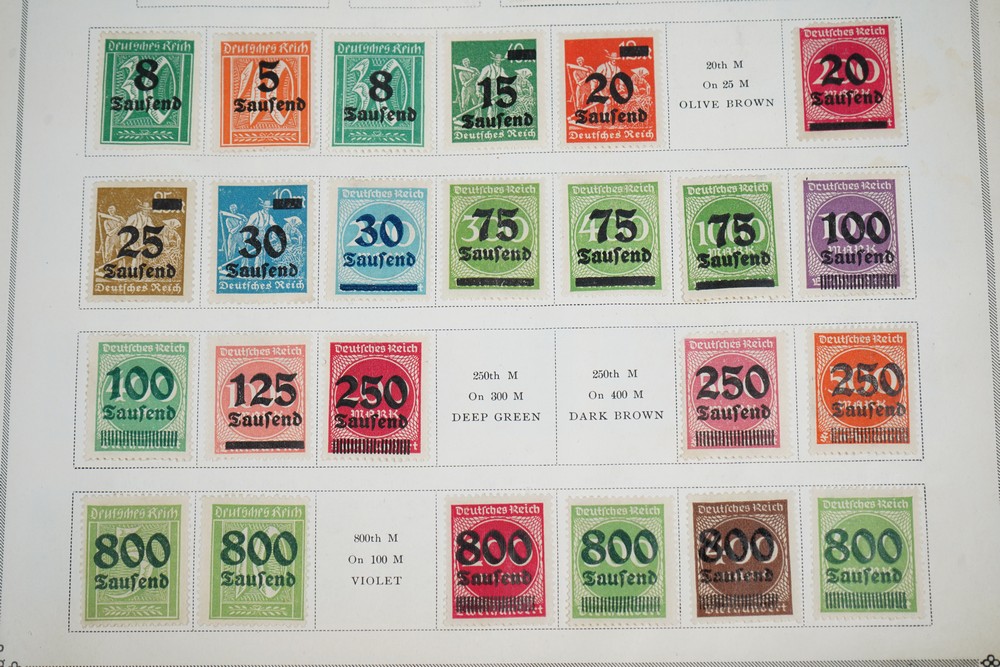 Deutsches Reich
8
Tausend
Deutsches Reich
5
Tausend
Deutsches Reich
8
Tausend
15
Tausend
Deutsches Reich
20
Tausend
Deutsches Reich
20th M
On 25 M
OLIVE BROWN
Deutsches Reich
20
Tausend
25
Tausend
Deutsches Reich
30
Tausend
Deutsches Reich
Deutsches Reich
30
Tausend
Deutsches Reich
75
Tausend
Deutsches Reich
75
Tausend
Deutsches Reich
75
Tausend
Deutsches Reich
100
Tausend
Deutsches Reich
100
Tausend
Deutsches Reich
125
Tausend
Deutsches Reich
250
Tausend
250th M
On 300 M
DEEP GREEN
250th M
On 400 M
DARK BROWN
Deutsches Reich
250
Tausend
Deutsches Reich
250
Tausend
Deutsches Reich
800
Tausend
Deutsches Reich
800
Tausend
800th M
On 100 M
VIOLET
Deutsches Reich
800
Tausend
Deutsches Reich
800
Tausend
Deutsches Reich
800
Tausend
Deutsches Reich
800
Tausend